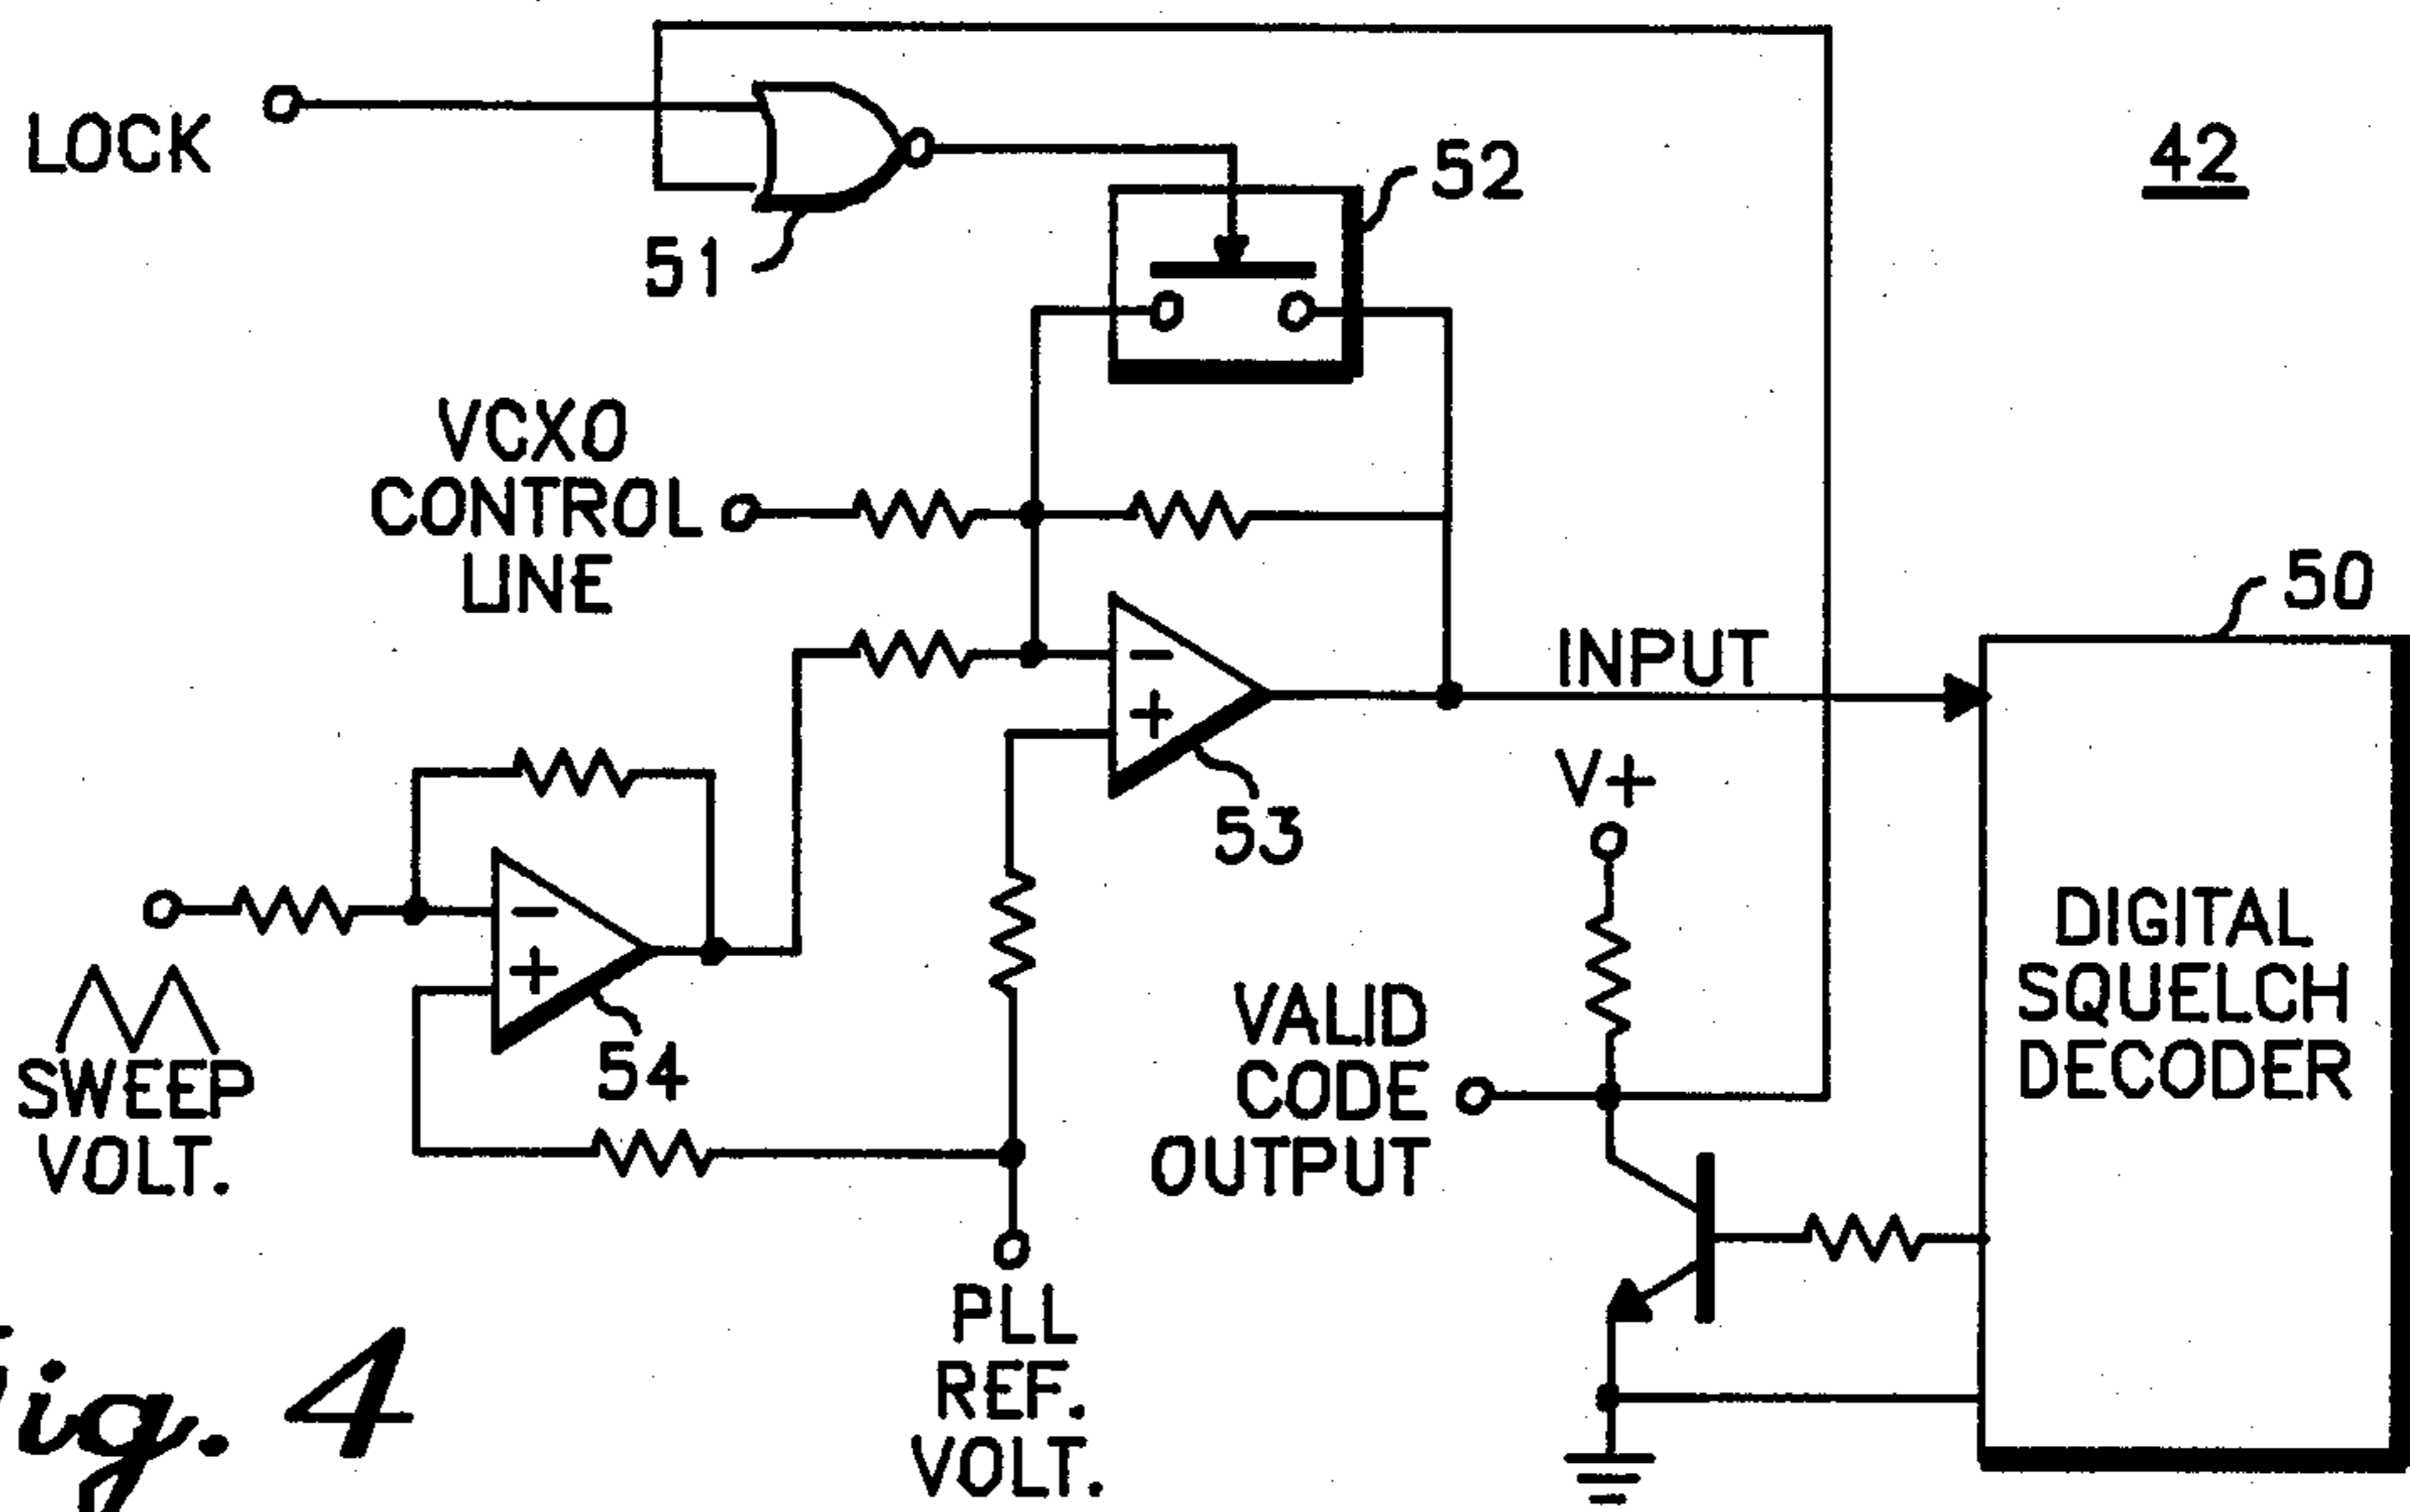 LOCK
51
52
42
VCXO
CONTROL
LINE
INPUT
50
−
+
53
V+
−
+
54
DIGITAL
SQUELCH
DECODER
VALID
CODE
OUTPUT
SWEEP
VOLT.
PLL
REF.
VOLT.
Fig. 4